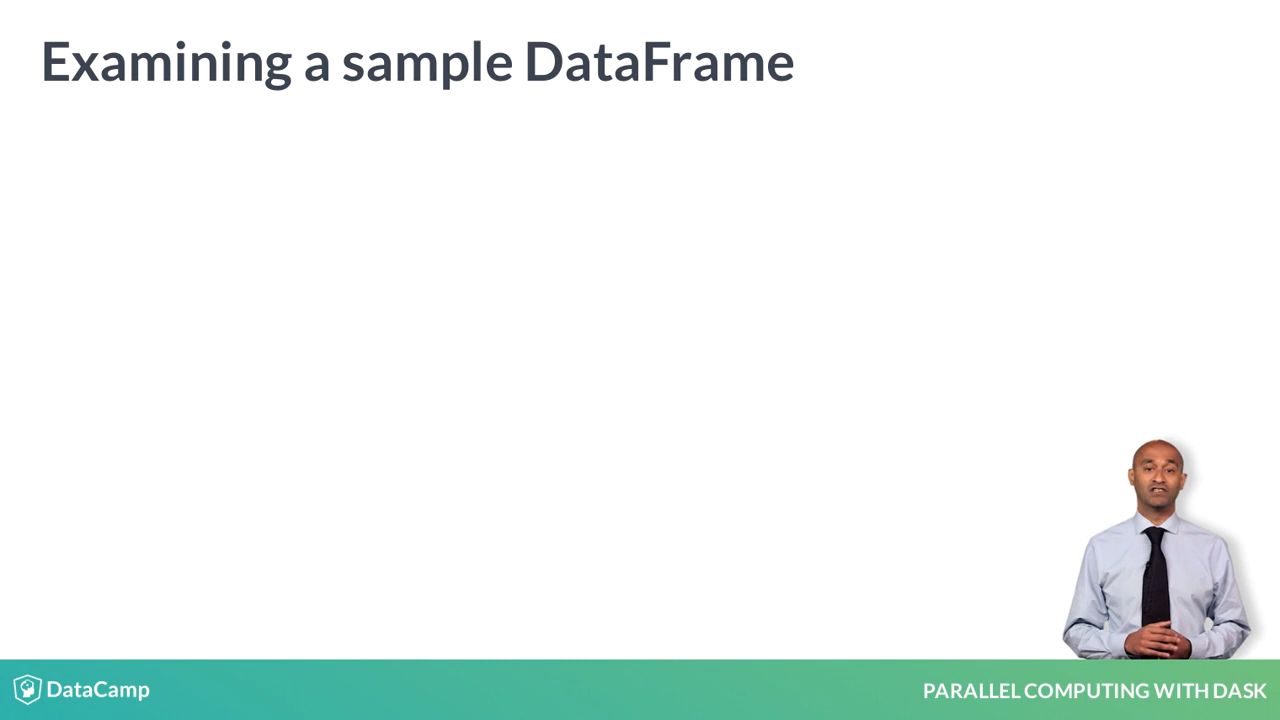 Examining a sample DataFrame
DataCamp
PARALLEL COMPUTING WITH DASK